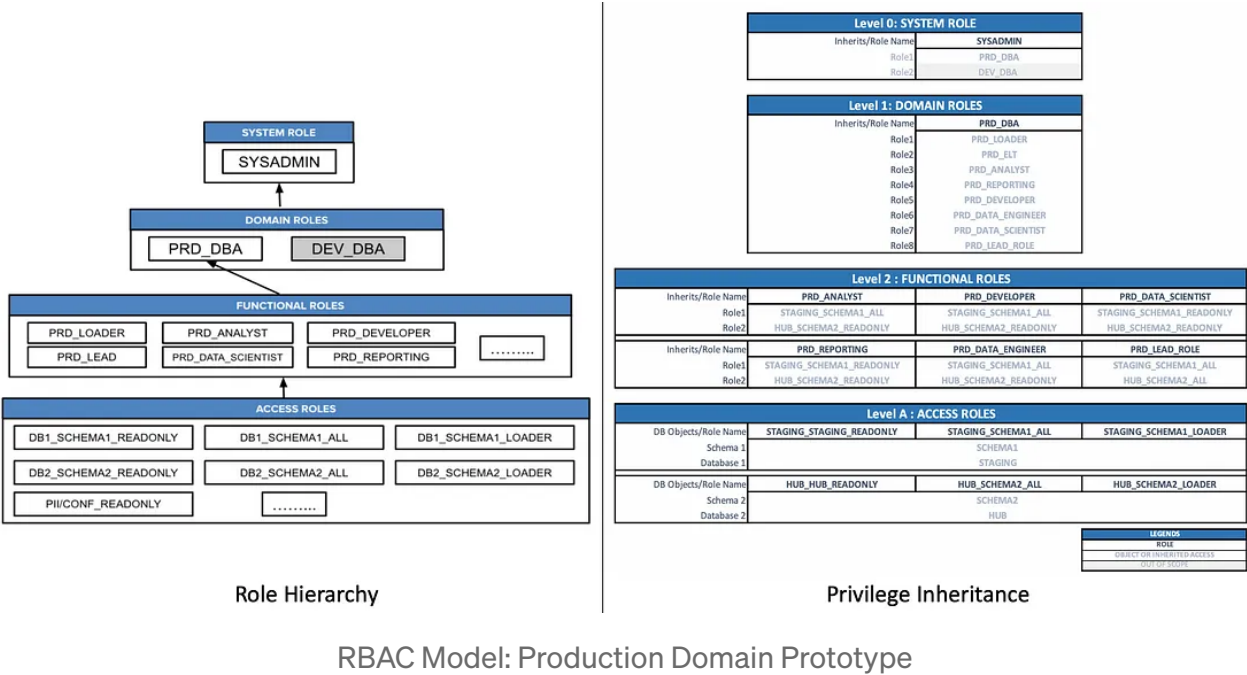 SYSTEM ROLE
SYSADMIN
DOMAIN ROLES
PRD_DBA DEV_DBA
FUNCTIONAL ROLES
PRD_LOADER PRD_ANALYST PRD_DEVELOPER
PRD_LEAD PRD_DATA_SCIENTIST PRD_REPORTING .........
ACCESS ROLES
DB1_SCHEMA1_READONLY DB1_SCHEMA1_ALL DB1_SCHEMA1_LOADER
DB2_SCHEMA2_READONLY DB2_SCHEMA2_ALL DB2_SCHEMA2_LOADER
PII/CONF_READONLY .........
Role Hierarchy
Level 0: SYSTEM ROLE
Inherits/Role Name SYSADMIN
Role1 PRD_DBA
Role2 DEV_DBA
Level 1: DOMAIN ROLES
Inherits/Role Name PRD_DBA
Role1 PRD_LOADER
Role2 PRD_ELT
Role3 PRD_ANALYST
Role4 PRD_REPORTING
Role5 PRD_DEVELOPER
Role6 PRD_DATA_ENGINEER
Role7 PRD_DATA_SCIENTIST
Role8 PRD_LEAD_ROLE
Level 2 : FUNCTIONAL ROLES
Inherits/Role Name PRD_ANALYST PRD_DEVELOPER PRD_DATA_SCIENTIST
Role1 STAGING_SCHEMA1_ALL STAGING_SCHEMA1_ALL STAGING_SCHEMA1_READONLY
Role2 HUB_SCHEMA2_READONLY HUB_SCHEMA2_READONLY HUB_SCHEMA2_READONLY
Inherits/Role Name PRD_REPORTING PRD_DATA_ENGINEER PRD_LEAD_ROLE
Role1 STAGING_SCHEMA1_READONLY STAGING_SCHEMA1_ALL STAGING_SCHEMA1_ALL
Role2 HUB_SCHEMA2_READONLY HUB_SCHEMA2_READONLY HUB_SCHEMA2_ALL
Level A: ACCESS ROLES
DB Objects/Role Name STAGING_STAGING_READONLY STAGING_SCHEMA1_ALL STAGING_SCHEMA1_LOADER
Schema 1 SCHEMA1
Database 1 STAGING
DB Objects/Role Name HUB_HUB_READONLY HUB_SCHEMA2_ALL HUB_SCHEMA2_LOADER
Schema 2 SCHEMA2
Database 2 HUB
LEGENDS
ROLE
OBJECT OR INHERITED ACCESS
OUT OF SCOPE
Privilege Inheritance
RBAC Model: Production Domain Prototype